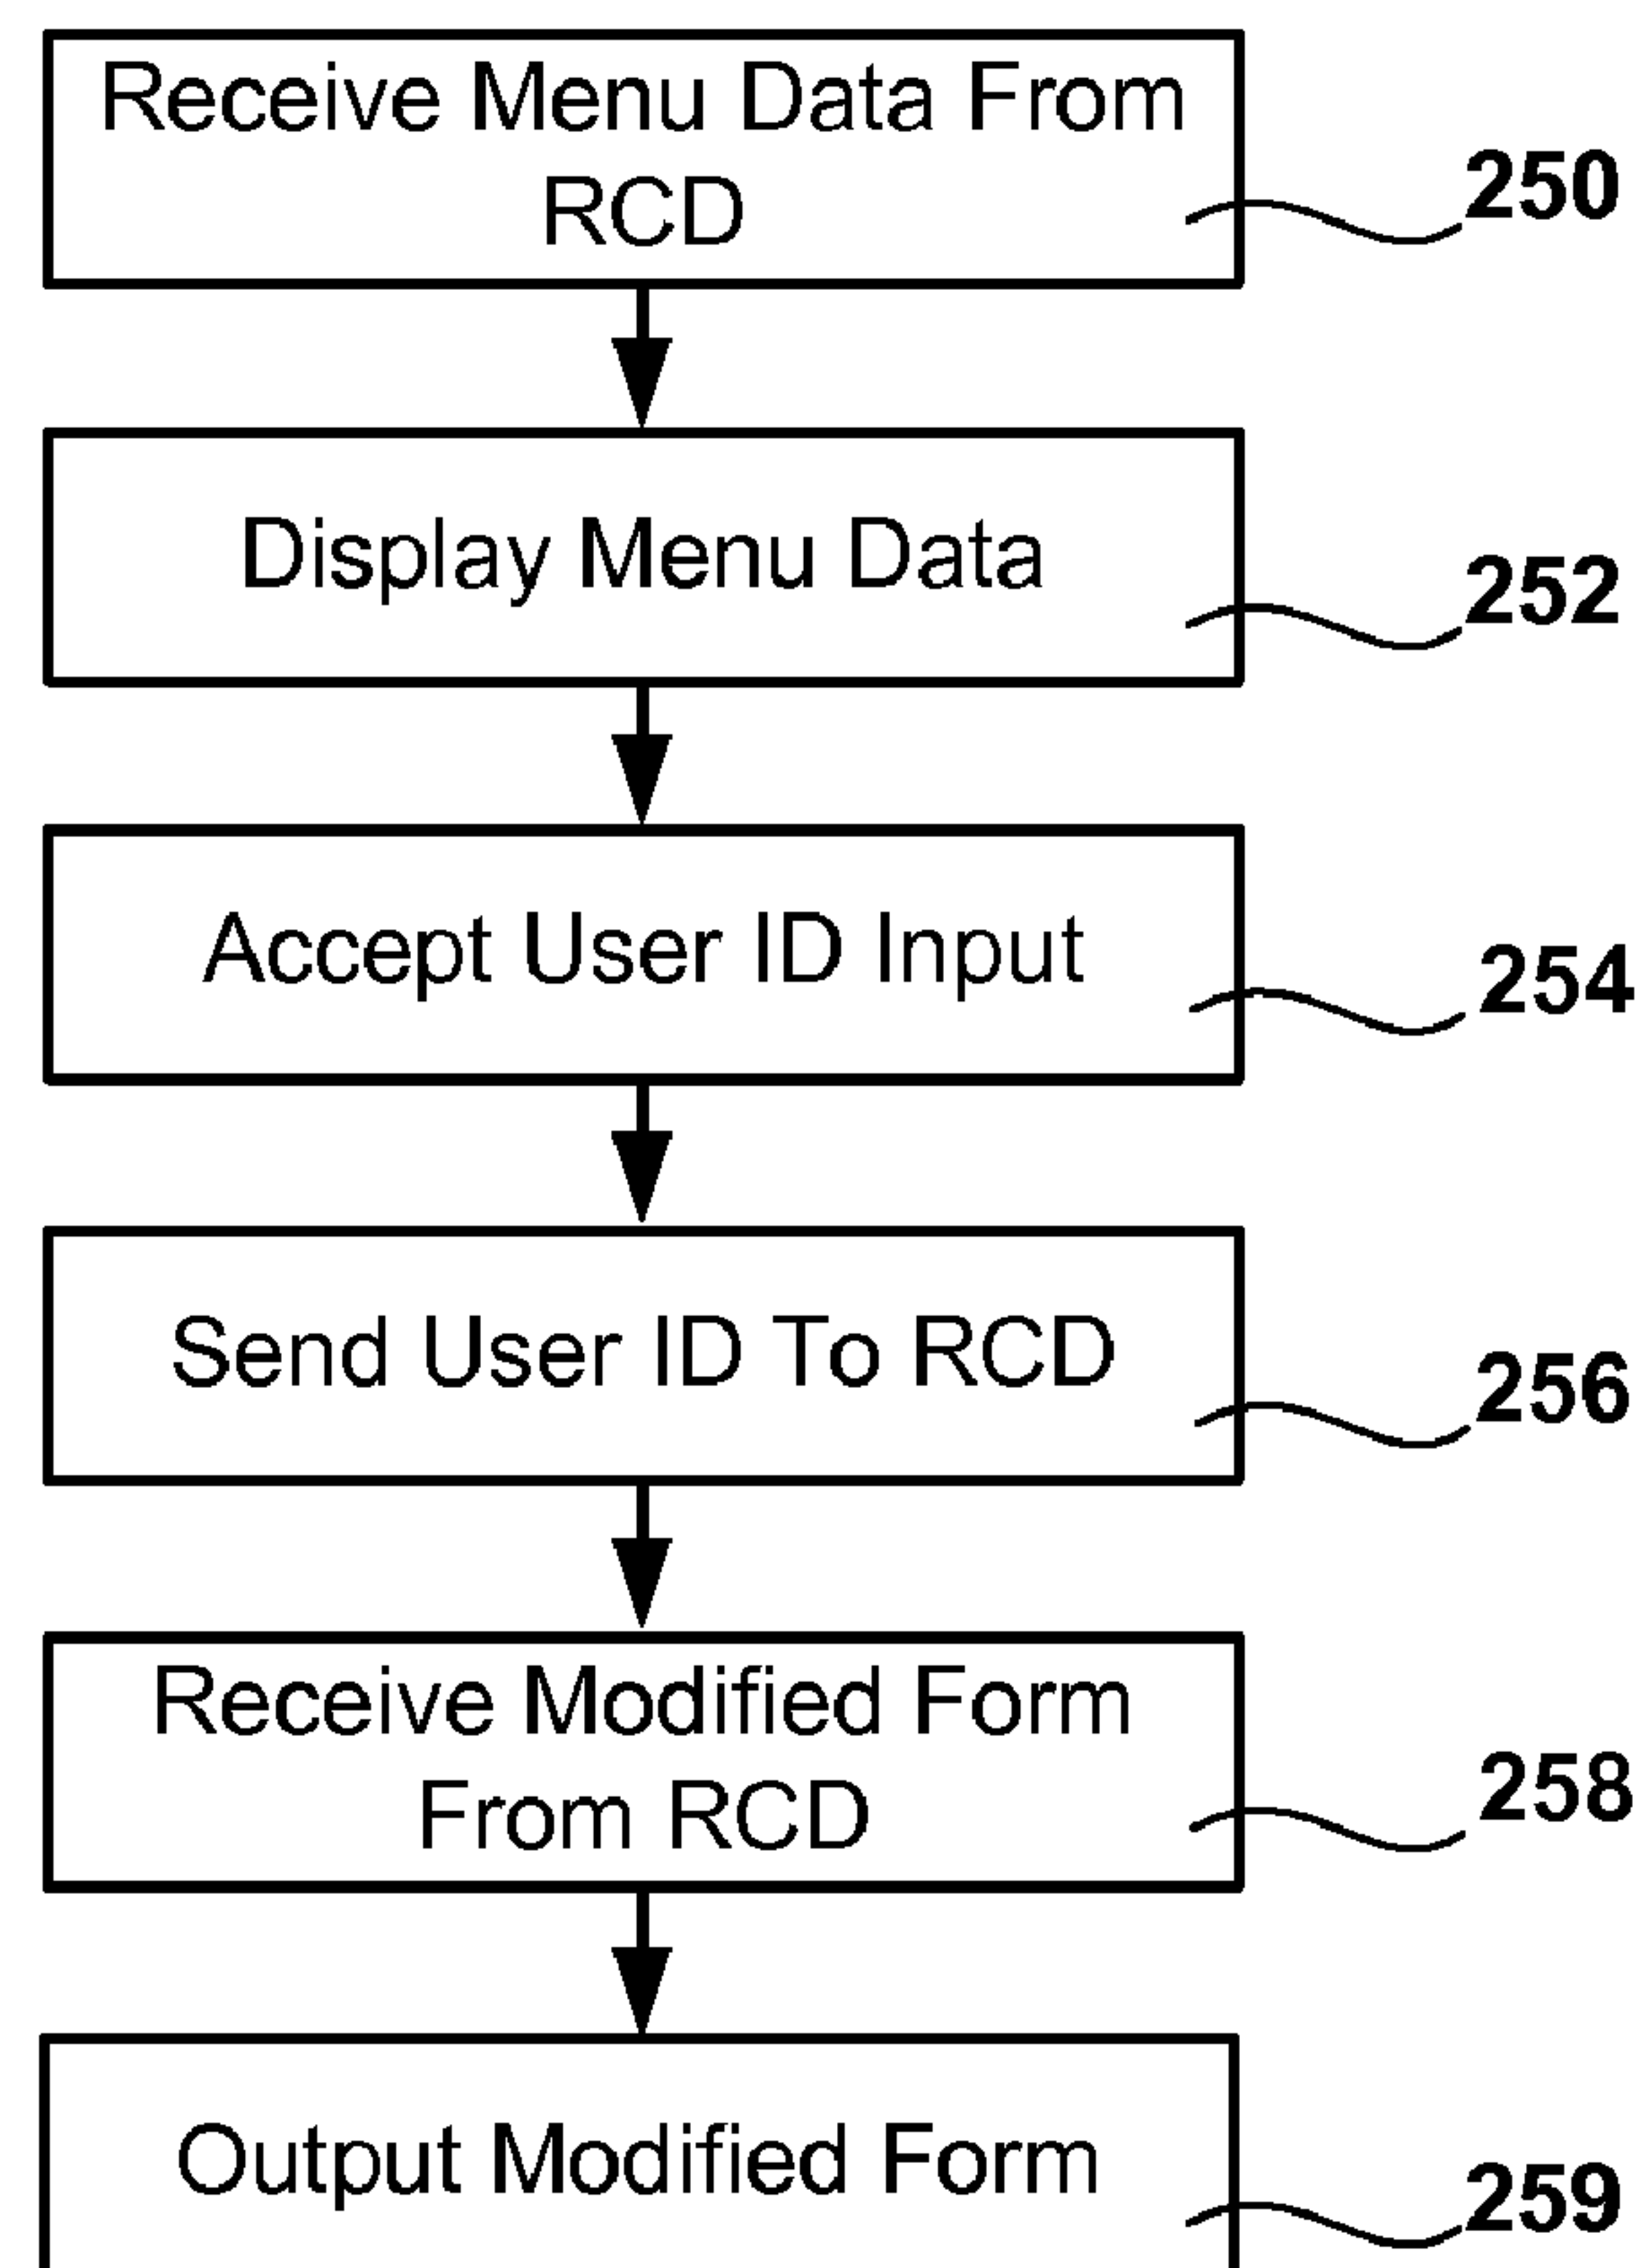 Receive Menu Data From
RCD
250
Display Menu Data
252
Accept User ID Input
254
Send User ID To RCD
256
Receive Modified Form
From RCD
258
Output Modified Form
259